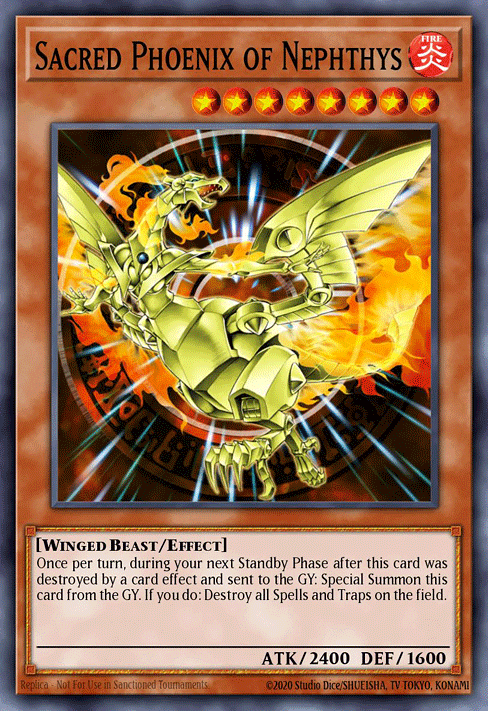 Sacred Phoenix of Nephthys
FIRE
炎
[Winged Beast/Effect]
Once per turn, during your next Standby Phase after this card was
destroyed by a card effect and sent to the GY: Special Summon this
card from the GY. If you do: Destroy all Spells and Traps on the field.
ATK/2400 DEF/1600
Replica - Not For Use in Sanctioned Tournaments
©2020 Studio Dice/SHUEISHA, TV TOKYO, KONAMI